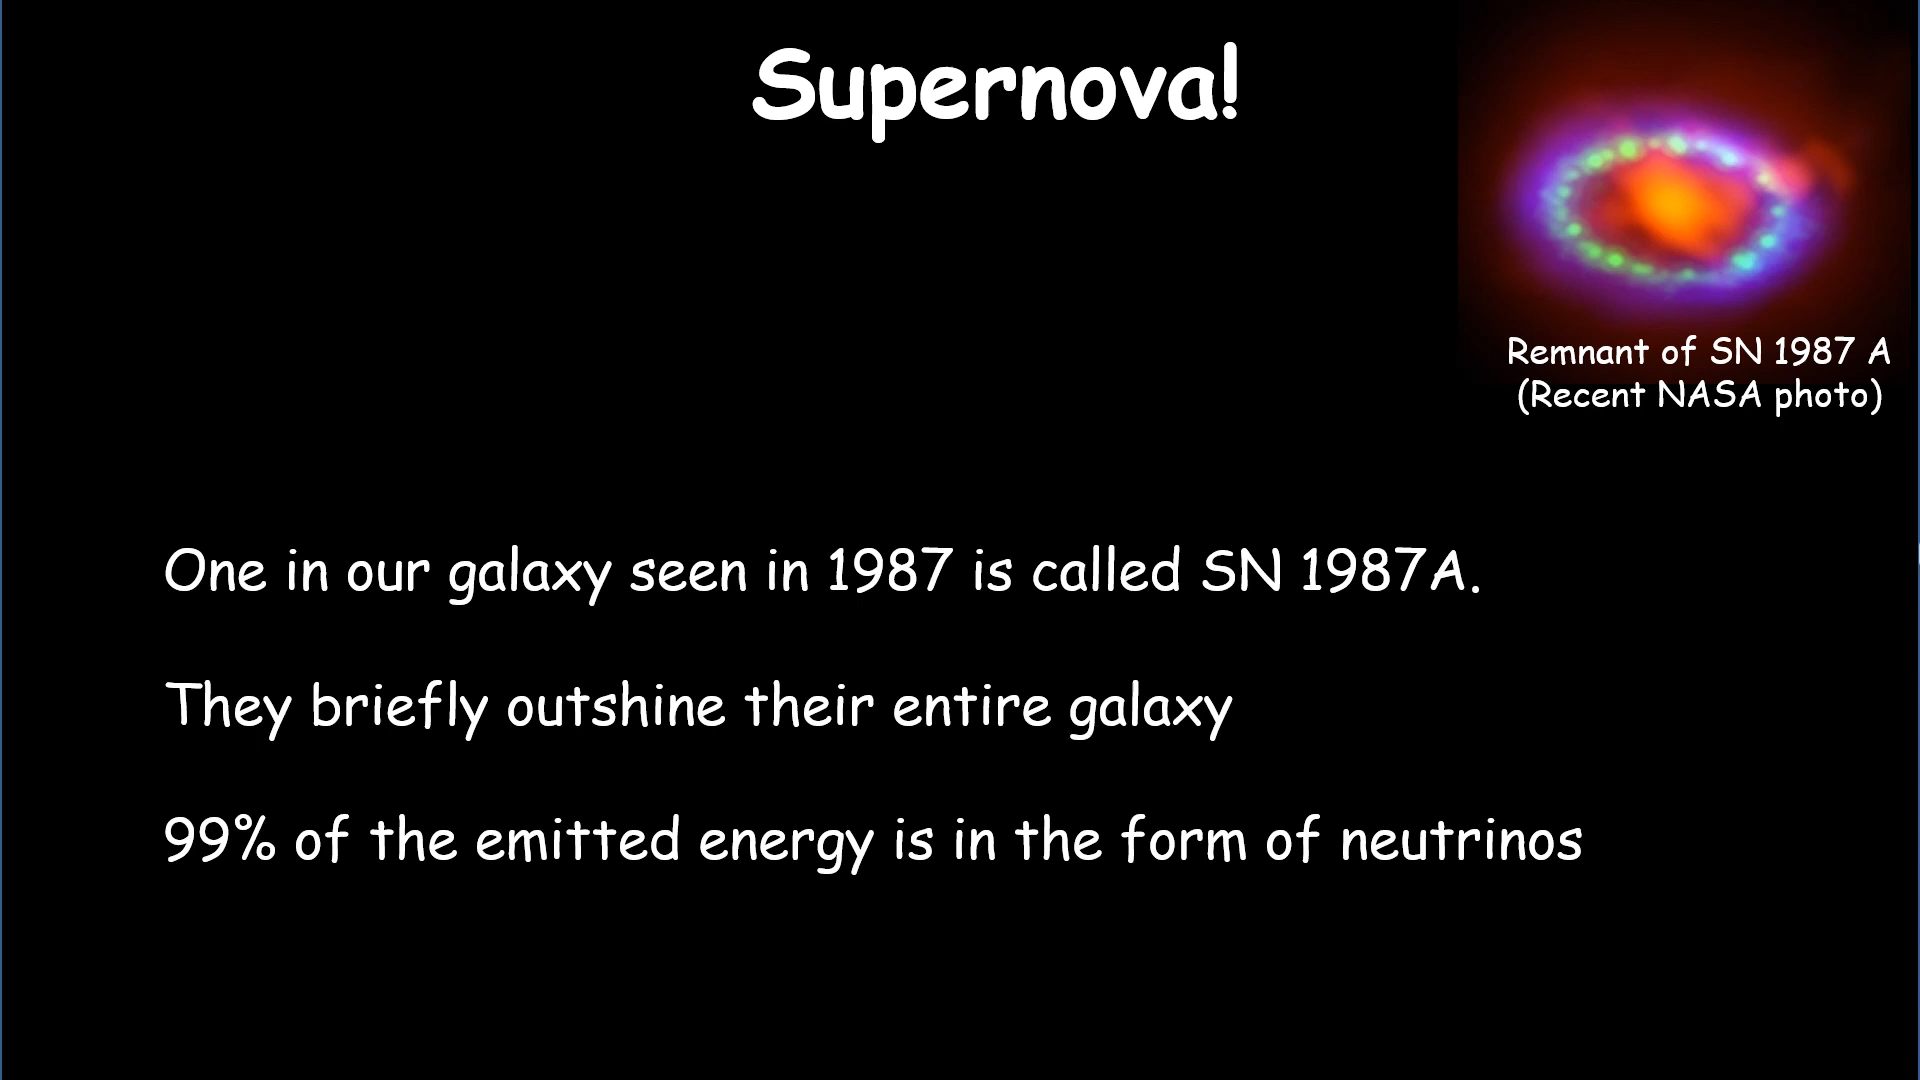 Supernova!
Remnant of SN 1987 A
(Recent NASA photo)
One in our galaxy seen in 1987 is called SN 1987A.
They briefly outshine their entire galaxy
99% of the emitted energy is in the form of neutrinos